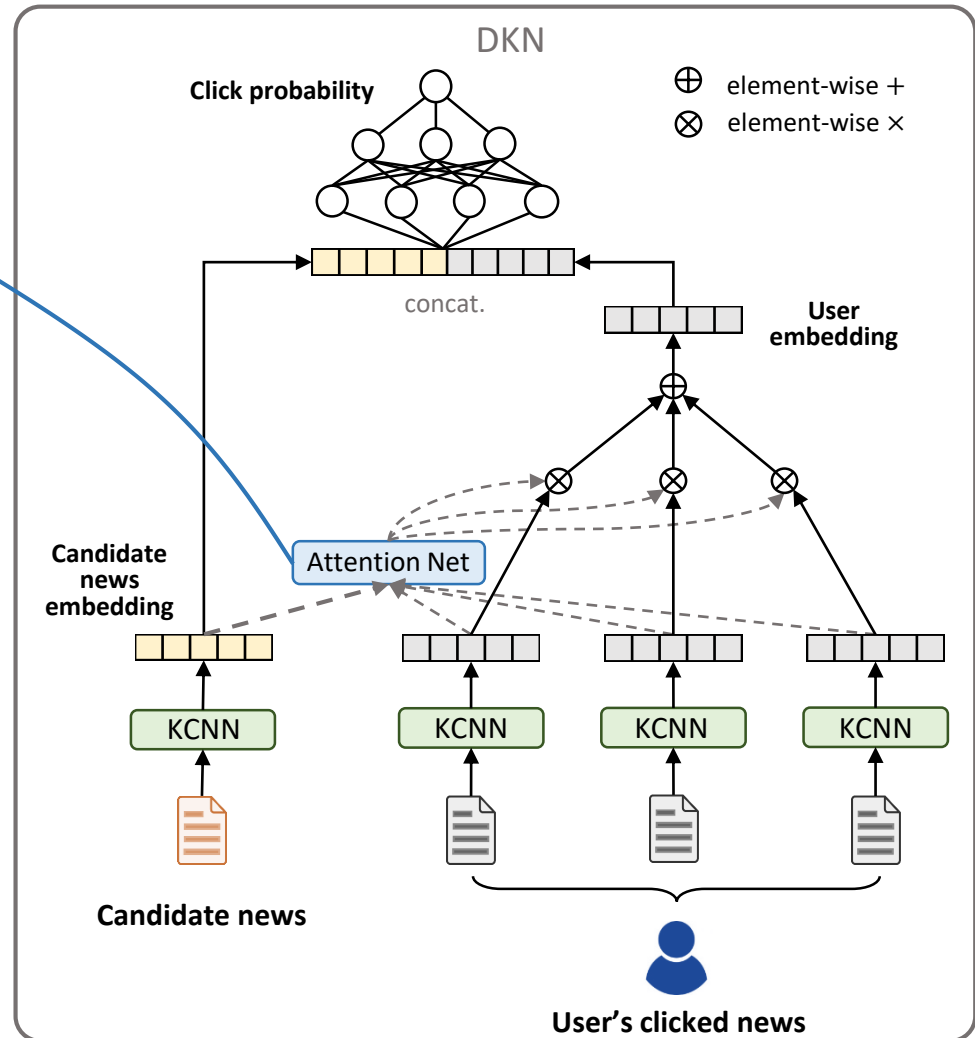 DKN
Click probability
element-wise +
element-wise ×
concat.
User
embedding
Attention Net
Candidate
news
embedding
KCNN
KCNN
KCNN
KCNN
Candidate news
User's clicked news